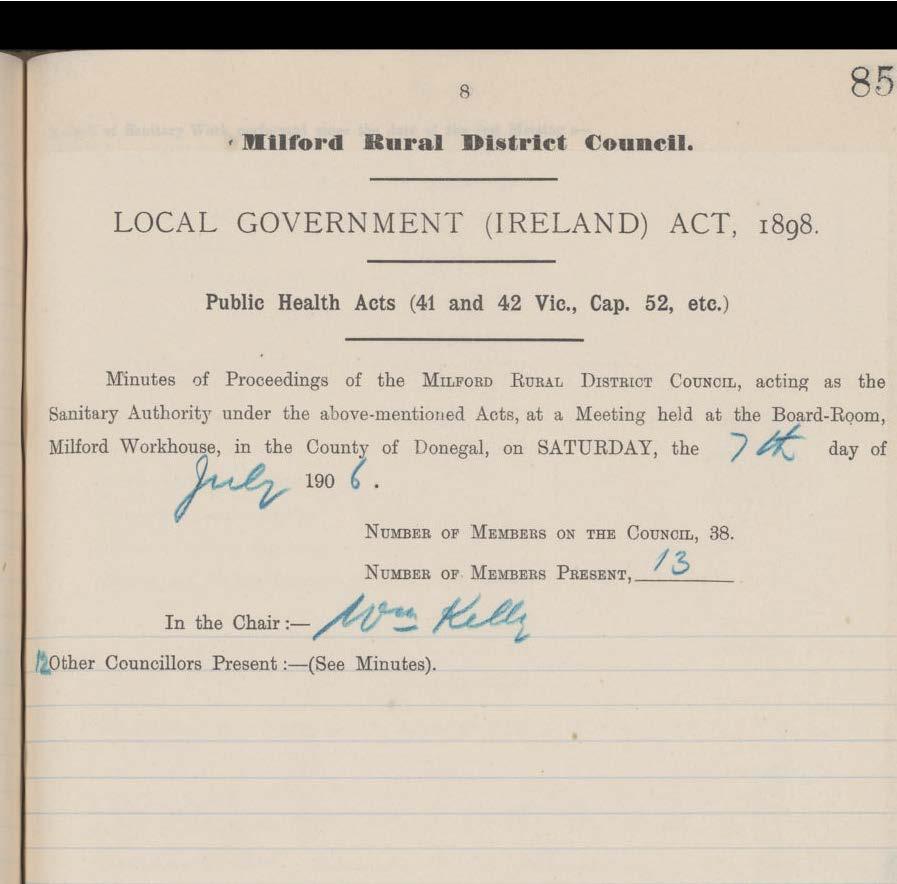 8
85
Milford Rural District Council.
LOCAL GOVERNMENT (IRELAND) ACT, 1898.
Public Health Acts (41 and 42 Vic., Cap. 52, etc.)
Minutes of Proceedings of the MILFORD RURAL DISTRICT COUNCIL, acting as the
Sanitary Authority under the above-mentioned Acts, at a Meeting held at the Board-Room,
Milford Workhouse, in the County of Donegal, on SATURDAY, the 7th day of
July 1906.
NUMBER OF MEMBERS ON THE COUNCIL, 38.
NUMBER OF MEMBERS PRESENT, 13
In the Chair :— Wm Kelly
12 Other Councillors Present :—(See Minutes).